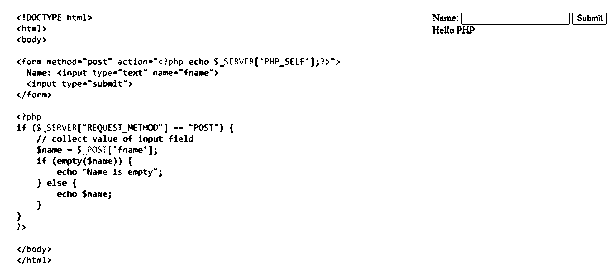 <!DOCTYPE html>
<html>
<body>
<form method="post" action="<?php echo $_SERVER['PHP_SELF'];?>">
Name: <input type="text" name="fname">
<input type="submit">
</form>
<?php
if ($_SERVER["REQUEST_METHOD"] == "POST") {
// collect value of input field
$name = $_POST['fname'];
if (empty($name)) {
echo "Name is empty";
} else {
echo $name;
}
}
?>
</body>
</html>
Name: Submit
Hello PHP